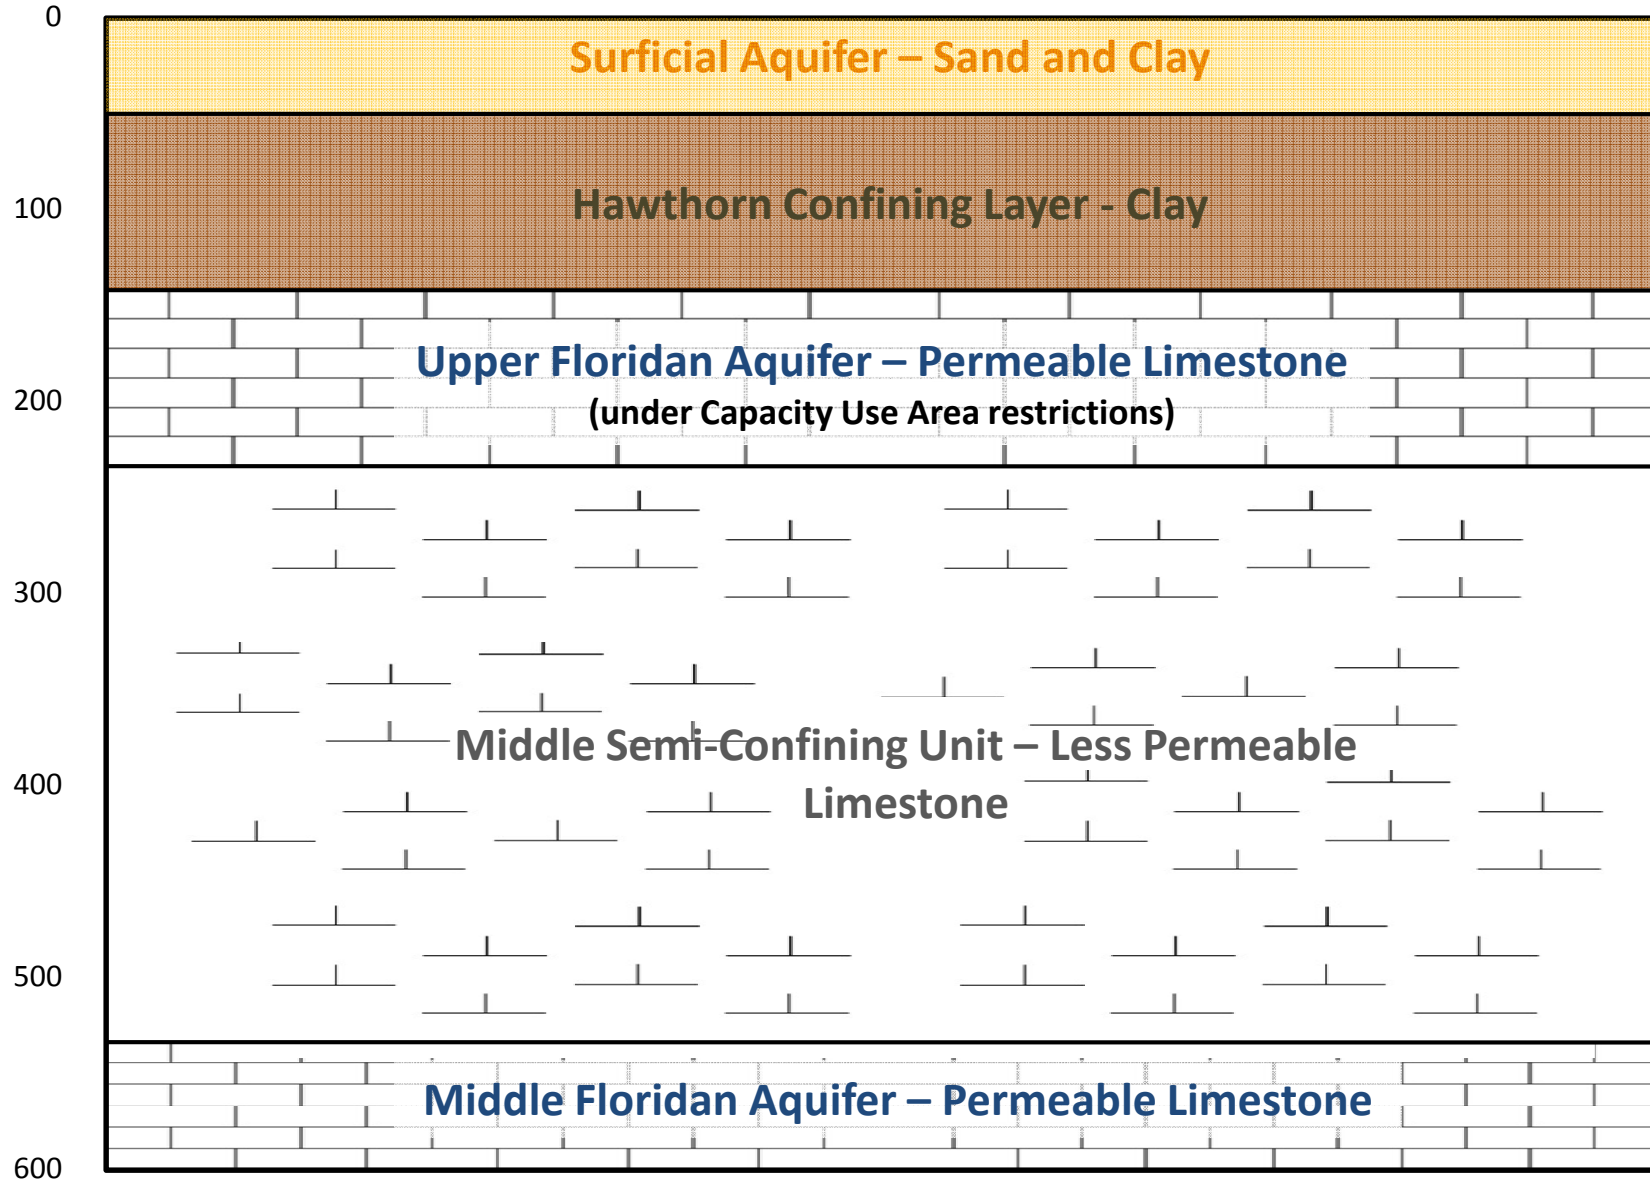 0
Surficial Aquifer – Sand and Clay
100
Hawthorn Confining Layer - Clay
Upper Floridan Aquifer – Permeable Limestone
200
(under Capacity Use Area restrictions)
300
Middle Semi-Confining Unit – Less Permeable
400
Limestone
500
Middle Floridan Aquifer – Permeable Limestone
600